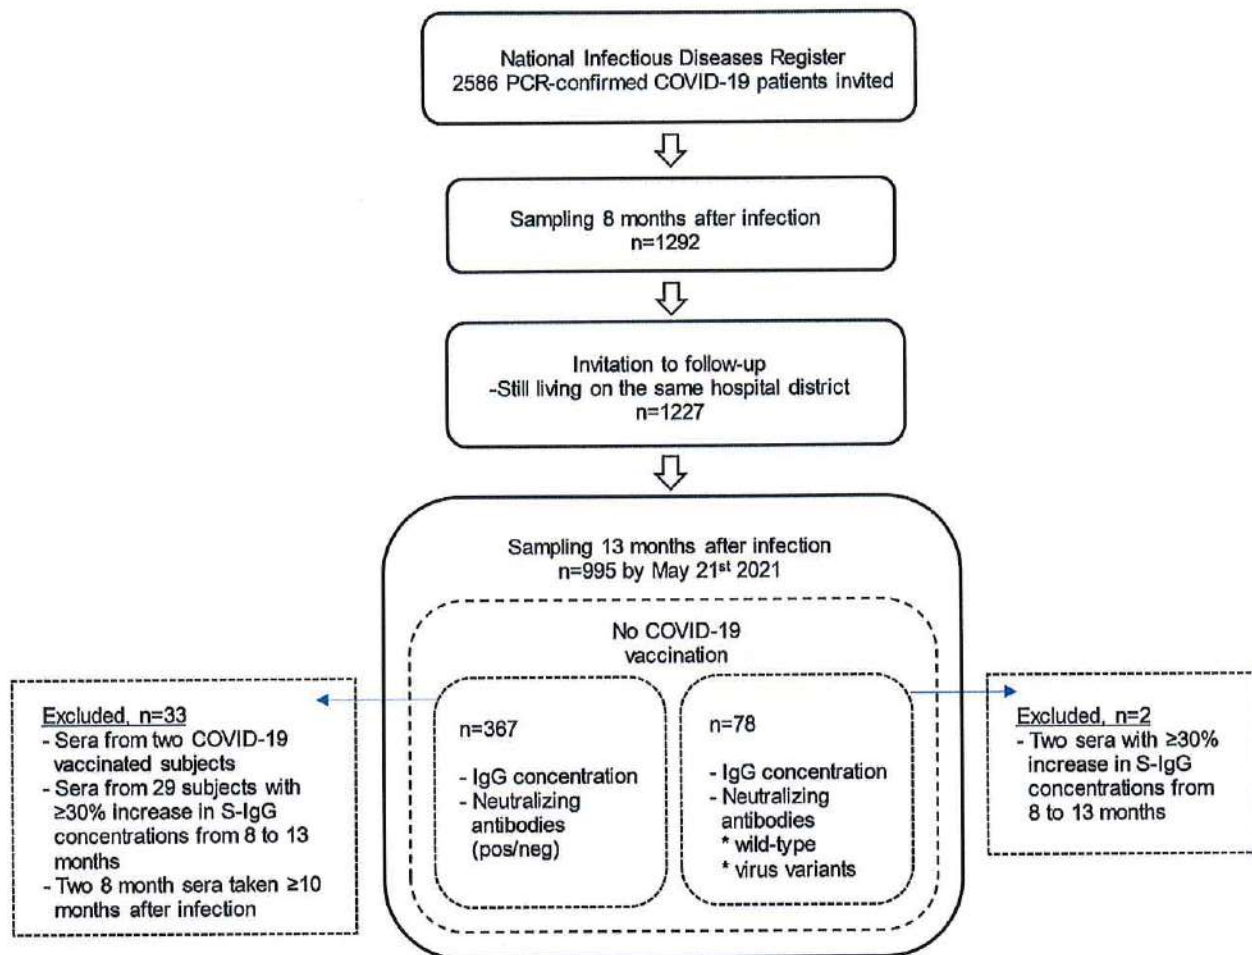 National Infectious Diseases Register
2586 PCR-confirmed COVID-19 patients invited
Sampling 8 months after infection
n=1292
Invitation to follow-up
-Still living on the same hospital district
n=1227
Sampling 13 months after infection
n=995 by May 21st 2021
No COVID-19
vaccination
Excluded, n=33
- Sera from two COVID-19
vaccinated subjects
- Sera from 29 subjects with
≥30% increase in S-IgG
concentrations from 8 to 13
months
- Two 8 month sera taken ≥10
months after infection
n=367
- IgG concentration
- Neutralizing
antibodies
(pos/neg)
n=78
- IgG concentration
- Neutralizing
antibodies
* wild-type
* virus variants
Excluded, n=2
- Two sera with ≥30%
increase in S-IgG
concentrations from
8 to 13 months